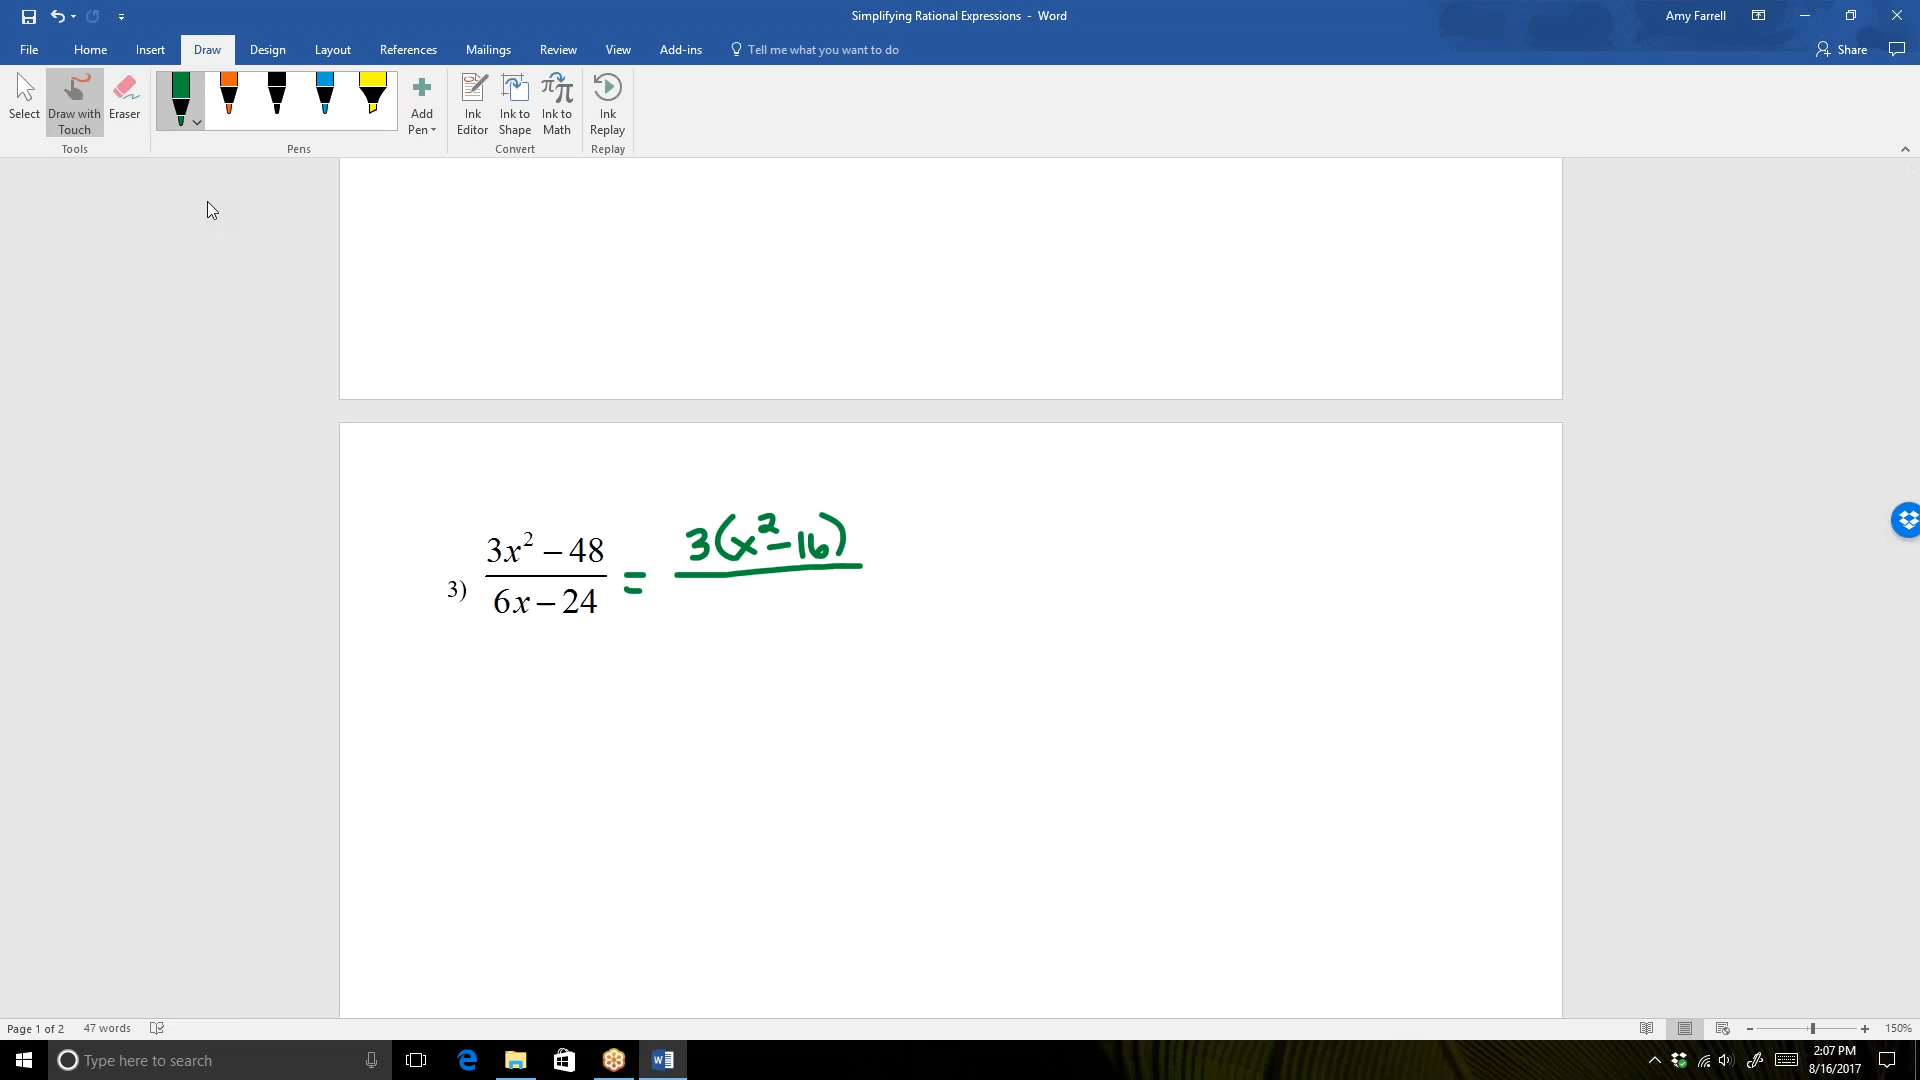 Simplifying Rational Expressions - Word
Amy Farrell
File Home Insert Draw Design Layout References Mailings Review View Add-ins Tell me what you want to do
Share
Select Draw with Touch Eraser
Add Pen
Ink Editor Ink to Shape Ink to Math
Ink Replay
Tools Pens Convert Replay
3) (3x² – 48)/(6x – 24) = 3(x² – 16)
Page 1 of 2 47 words
150%
Type here to search
2:07 PM
8/16/2017